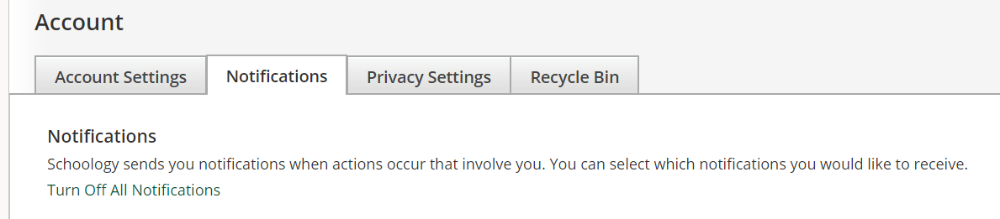 Account
Account Settings Notifications Privacy Settings Recycle Bin
Notifications
Schoology sends you notifications when actions occur that involve you. You can select which notifications you would like to receive.
Turn Off All Notifications